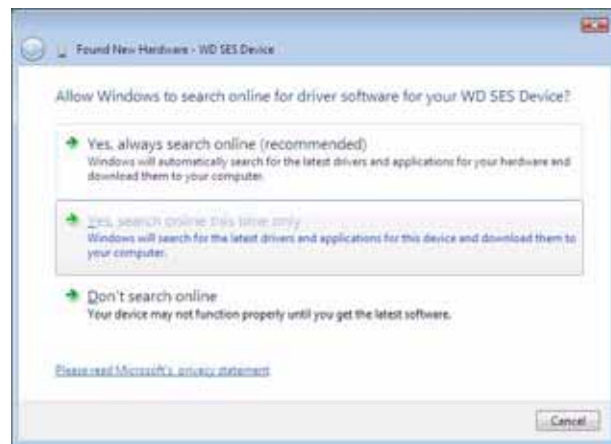 Found New Hardware - WD SES Device
Allow Windows to search online for driver software for your WD SES Device?
Yes, always search online (recommended)
Windows will automatically search for the latest drivers and applications for your hardware and
download them to your computer.
Yes, search online this time only
Windows will search for the latest drivers and applications for this device and download them to
your computer.
Don't search online
Your device may not function properly until you get the latest software.
Please read Microsoft's privacy statement
Cancel